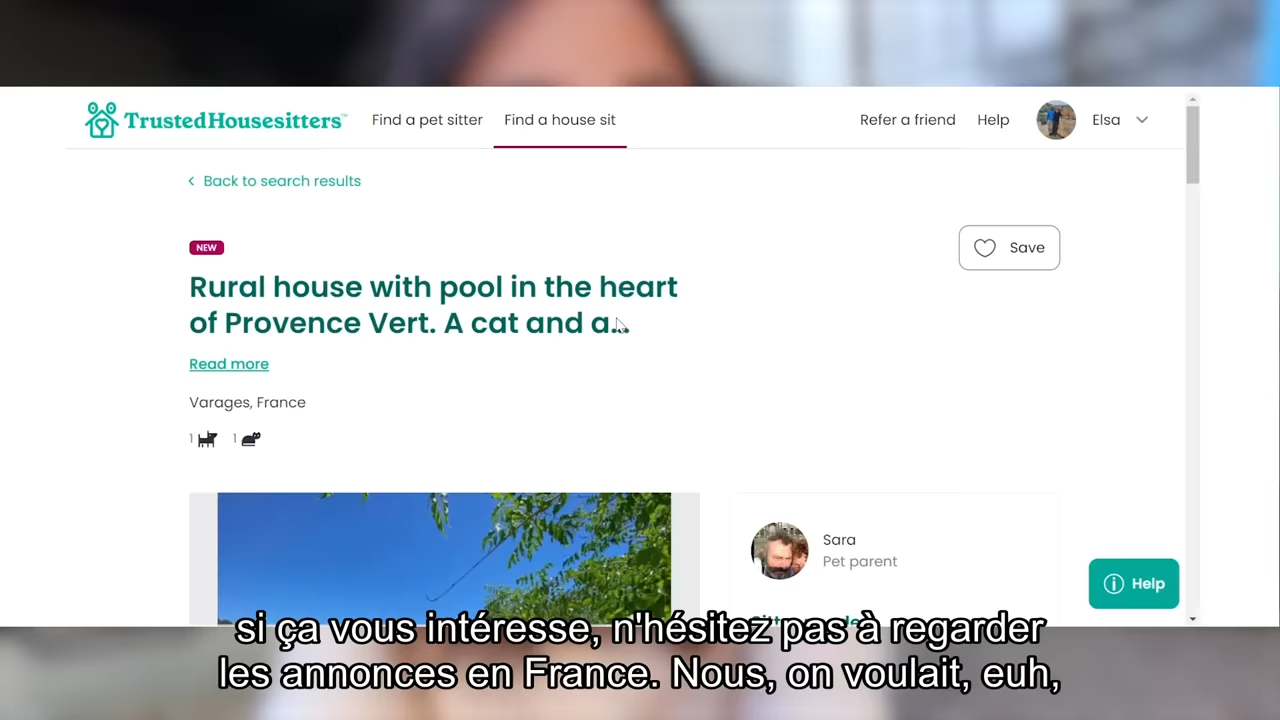 TrustedHousesitters™ Find a pet sitter Find a house sit Refer a friend Help Elsa
Back to search results
NEW
Save
Rural house with pool in the heart
of Provence Vert. A cat and a...
Read more
Varages, France
1 1
Sara
Pet parent
Help
si ça vous intéresse, n'hésitez pas à regarder
les annonces en France. Nous, on voulait, euh,